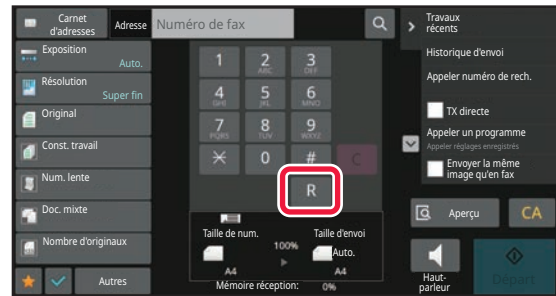 Carnet
d'adresses
Adresse
Numéro de fax
Travaux
récents
Exposition
Auto.
Résolution
Super fin
Original
Const. travail
Num. lente
Doc. mixte
Nombre d'originaux
Autres
1
2
ABC
3
DEF
4
GHI
5
JKL
6
MNO
7
PQRS
8
TUV
9
WXYZ
0
#
C
R
Taille de num.
100%
Taille d'envoi
Auto.
A4
A4
Mémoire réception:
0%
Historique d'envoi
Appeler numéro de rech.
TX directe
Appeler un programme
Appeler réglages enregistrés
Envoyer la même
image qu'en fax
Aperçu
CA
Haut-
parleur
Départ